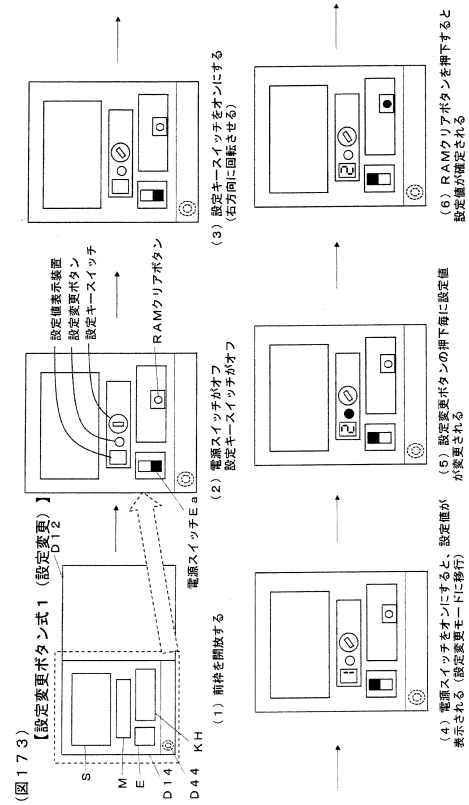 (図173)
【設定変更ボタン式1 (設定変更) 】
D12
S
M
E
D14
D44
KH
(1) 前枠を開放する
設定値表示装置
設定変更ボタン
設定キースイッチ
RAMクリアボタン
電源スイッチEa
(2) 電源スイッチがオフ
設定キースイッチがオフ
(3) 設定キースイッチをオンにする
(右方向に回転させる)
1
(4) 電源スイッチをオンにすると、設定値が
表示される (設定変更モードに移行)
2
(5) 設定変更ボタンの押下毎に設定値
が変更される
2
(6) RAMクリアボタンを押下すると
設定値が確定される